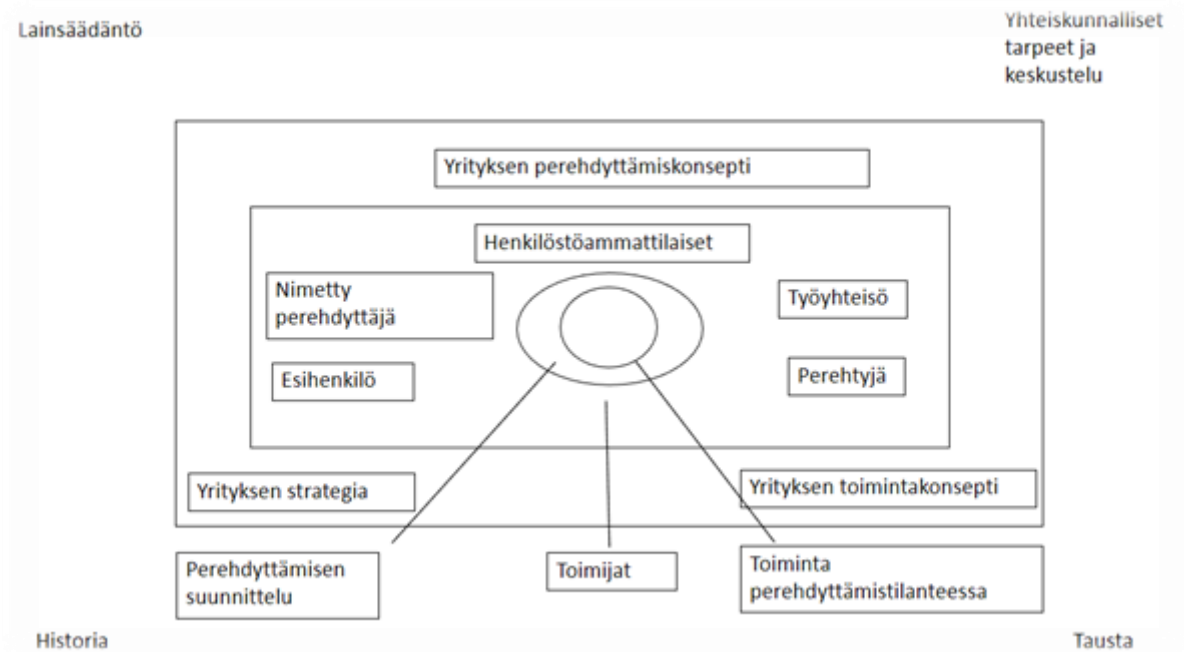 Lainsäädäntö
Yhteiskunnalliset
tarpeet ja
keskustelu
Yrityksen perehdyttämiskonsepti
Henkilöstöammattilaiset
Nimetty
perehdyttäjä
Työyhteisö
Esihenkilö
Perehtyjä
Yrityksen strategia
Yrityksen toimintakonsepti
Perehdyttämisen
suunnittelu
Toimijat
Toiminta
perehdyttämistilanteessa
Historia
Tausta